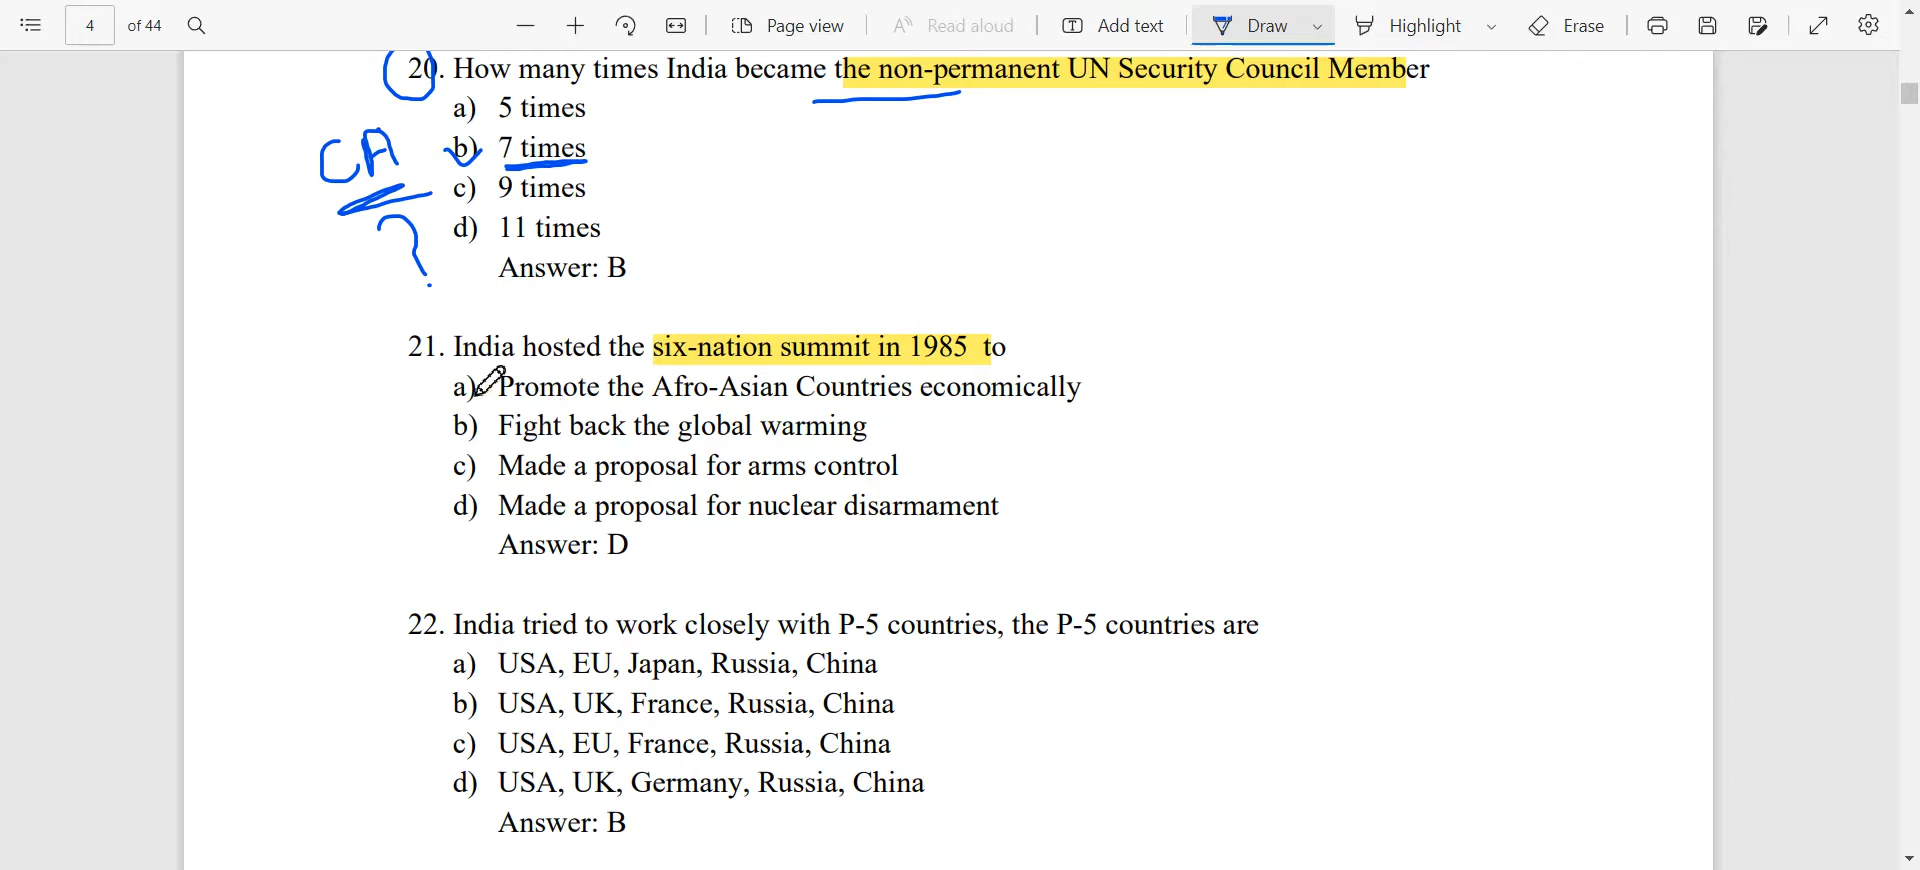 4 of 44 Page view Read aloud Add text Draw Highlight Erase
20. How many times India became the non-permanent UN Security Council Member
a) 5 times
b) 7 times
CA
c) 9 times
?
d) 11 times
Answer: B
21. India hosted the six-nation summit in 1985 to
a) Promote the Afro-Asian Countries economically
b) Fight back the global warming
c) Made a proposal for arms control
d) Made a proposal for nuclear disarmament
Answer: D
22. India tried to work closely with P-5 countries, the P-5 countries are
a) USA, EU, Japan, Russia, China
b) USA, UK, France, Russia, China
c) USA, EU, France, Russia, China
d) USA, UK, Germany, Russia, China
Answer: B